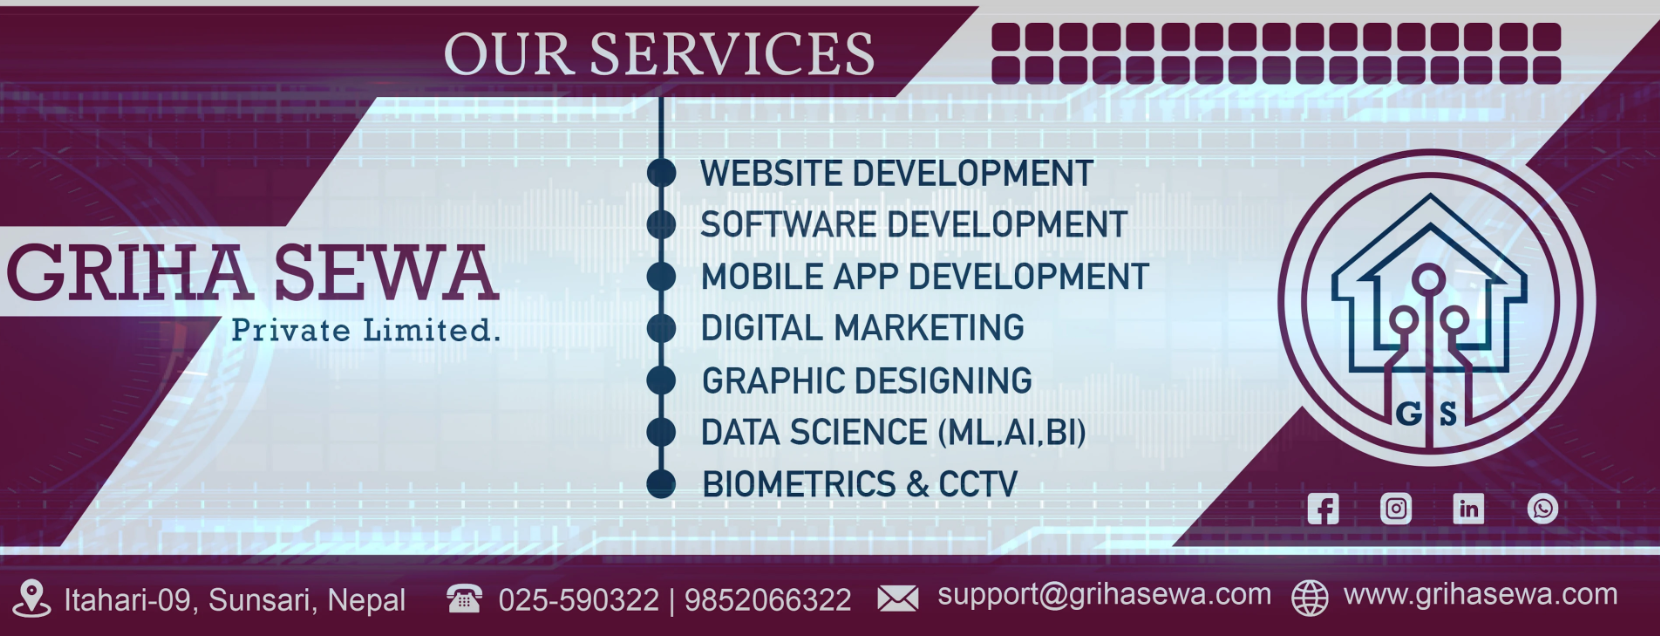 OUR SERVICES
GRIHA SEWA
Private Limited.
WEBSITE DEVELOPMENT
SOFTWARE DEVELOPMENT
MOBILE APP DEVELOPMENT
DIGITAL MARKETING
GRAPHIC DESIGNING
DATA SCIENCE (ML,AI,BI)
BIOMETRICS & CCTV
G S
Itahari-09, Sunsari, Nepal 025-590322 | 9852066322 support@grihasewa.com www.grihasewa.com